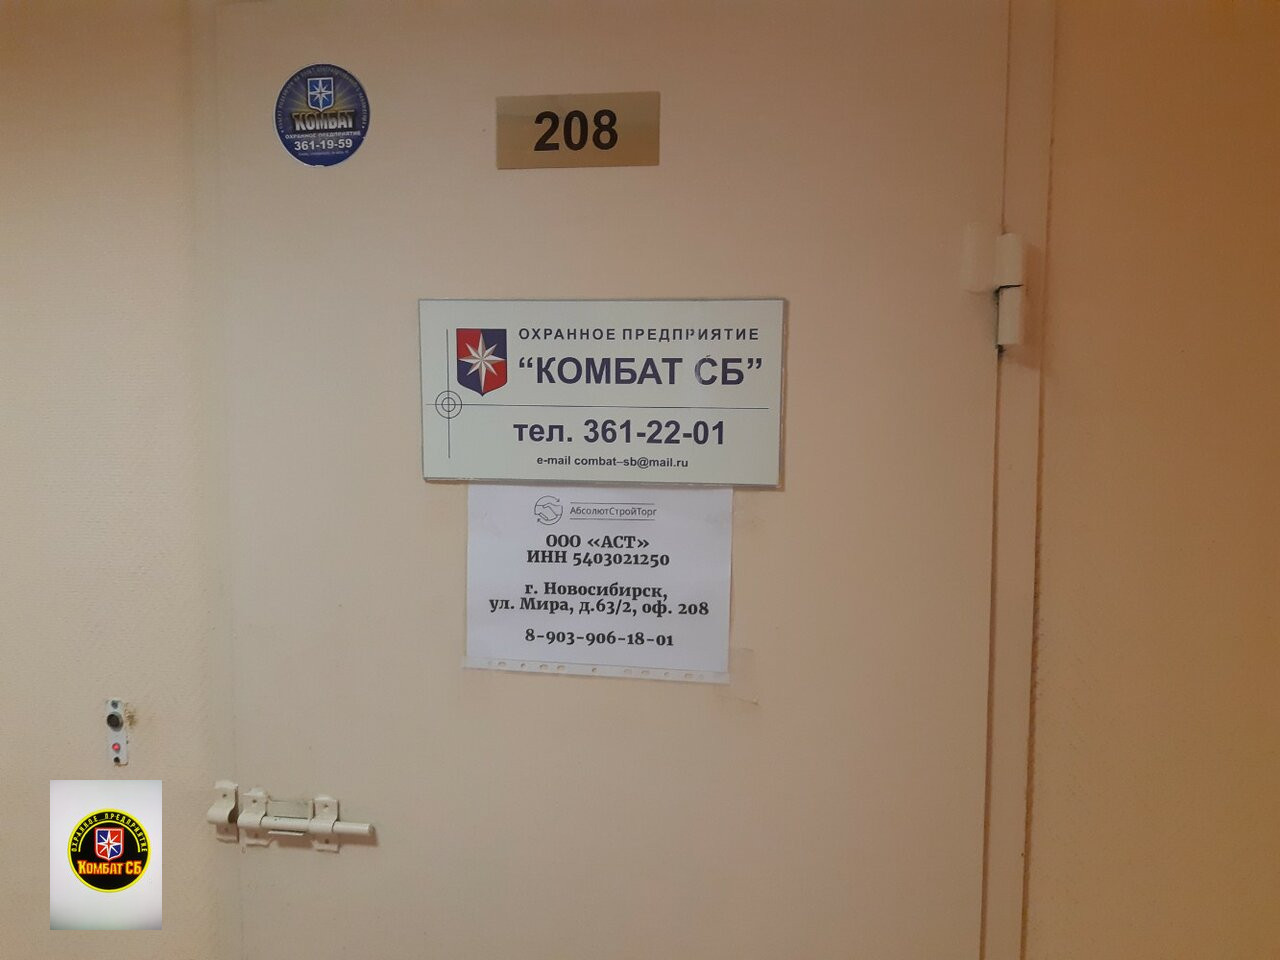 КОМБАТ
ОХРАННОЕ ПРЕДПРИЯТИЕ
361-19-59
208
ОХРАННОЕ ПРЕДПРИЯТИЕ
“КОМБАТ СБ”
тел. 361-22-01
e-mail combat–sb@mail.ru
АбсолютСтройТорг
ООО «АСТ»
ИНН 5403021250
г. Новосибирск,
ул. Мира, д.63/2, оф. 208
8-903-906-18-01
ОХРАННОЕ ПРЕДПРИЯТИЕ
КОМБАТ СБ